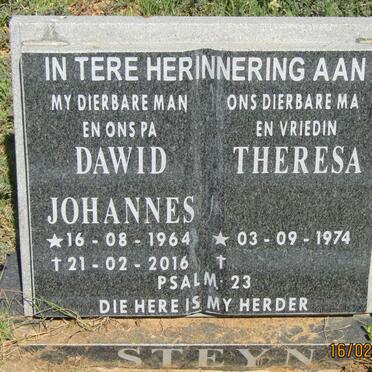 IN TERE HERINNERING AAN
MY DIERBARE MAN
EN ONS PA
DAWID
JOHANNES
★16-08-1964
†21-02-2016
ONS DIERBARE MA
EN VRIEDIN
THERESA
★03-09-1974
†
PSALM 23
DIE HERE IS MY HERDER
STEYN
16/02